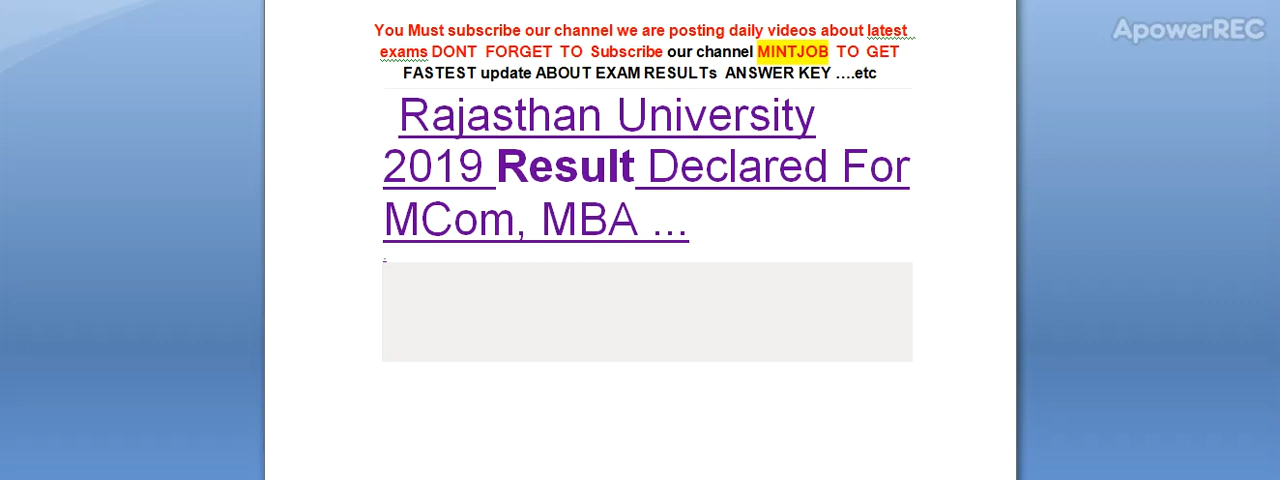 ApowerREC
You Must subscribe our channel we are posting daily videos about latest
exams DONT FORGET TO Subscribe our channel MINTJOB TO GET
FASTEST update ABOUT EXAM RESULTs ANSWER KEY ....etc
Rajasthan University
2019 Result Declared For
MCom, MBA ...